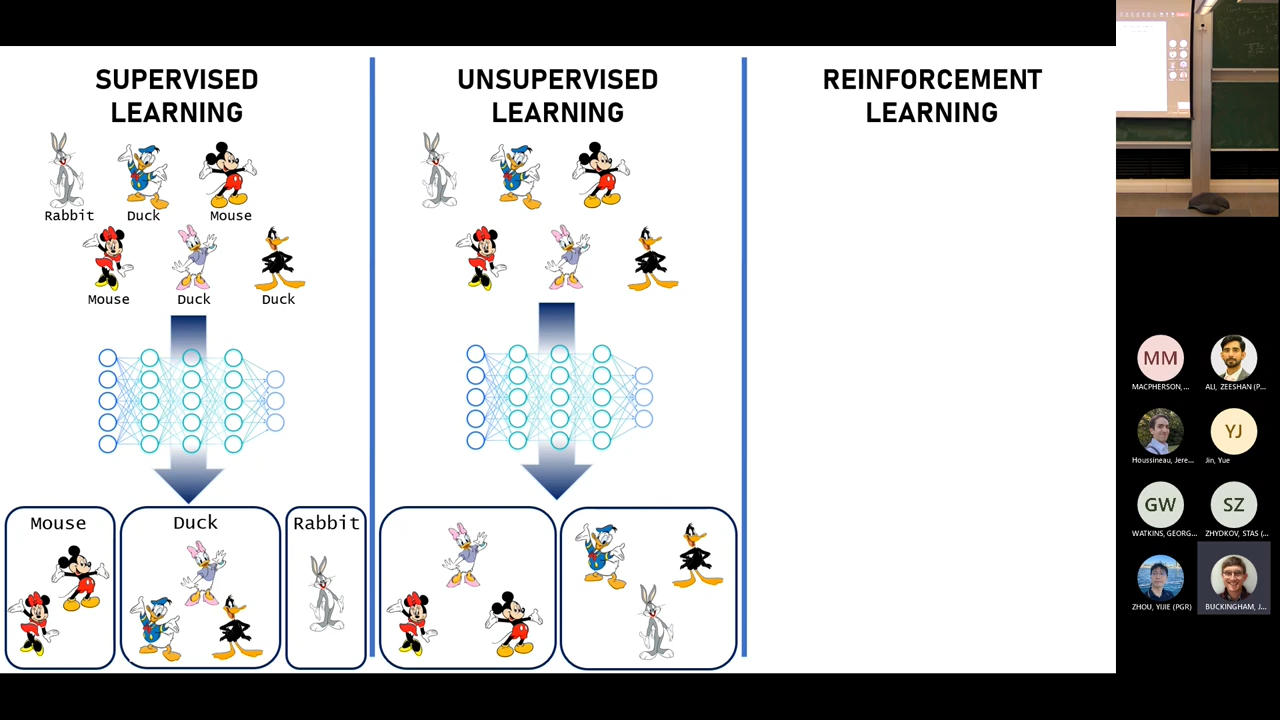 SUPERVISED
LEARNING
Rabbit
Duck
Mouse
Mouse
Duck
Duck
Mouse
Duck
Rabbit
UNSUPERVISED
LEARNING
REINFORCEMENT
LEARNING
MM
MACPHERSON,...
ALI, ZEESHAN (P...
Houssineau, Jere...
YJ
Jin, Yue
GW
WATKINS, GEORG...
SZ
ZHYDKOV, STAS (...
ZHOU, YIJIE (PGR)
BUCKINGHAM, J...